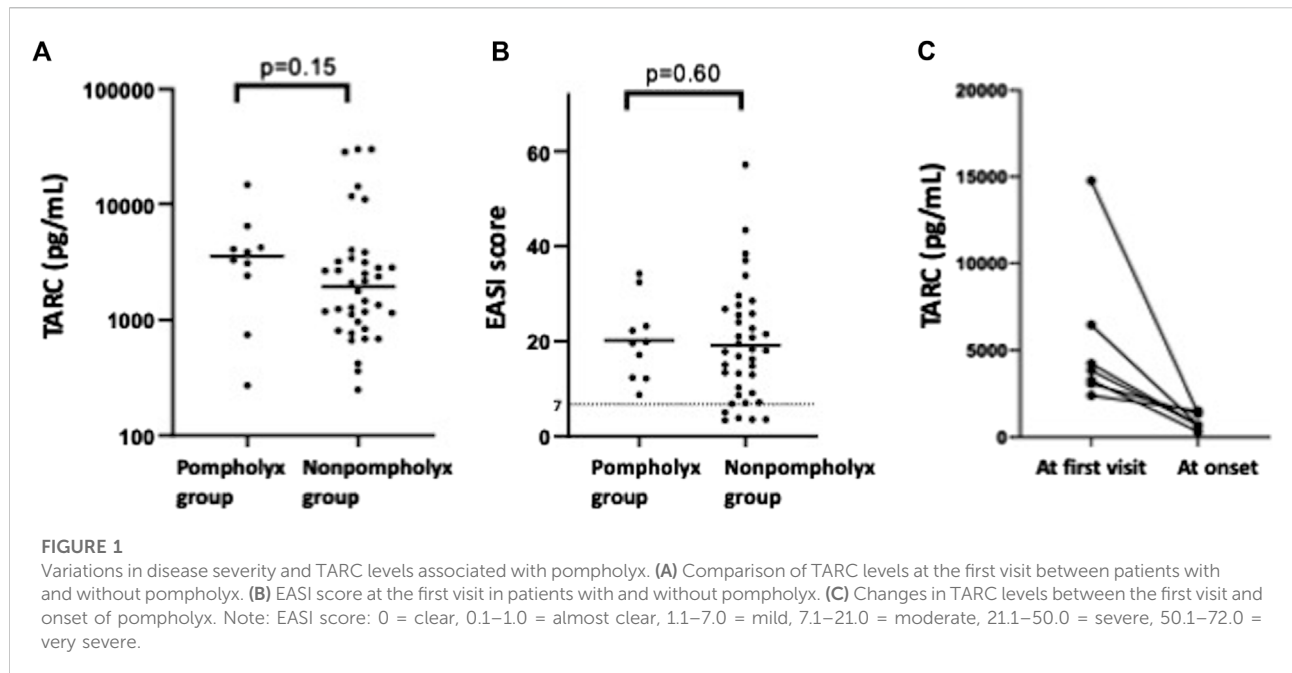 A
p=0.15
100000
10000
1000
100
TARC (pg/mL)
Pompholyx group
Nonpompholyx group
B
p=0.60
60
40
20
7
0
EASI score
Pompholyx group
Nonpompholyx group
C
20000
15000
10000
5000
0
TARC (pg/mL)
At first visit
At onset
FIGURE 1
Variations in disease severity and TARC levels associated with pompholyx. (A) Comparison of TARC levels at the first visit between patients with
and without pompholyx. (B) EASI score at the first visit in patients with and without pompholyx. (C) Changes in TARC levels between the first visit and
onset of pompholyx. Note: EASI score: 0 = clear, 0.1–1.0 = almost clear, 1.1–7.0 = mild, 7.1–21.0 = moderate, 21.1–50.0 = severe, 50.1–72.0 =
very severe.